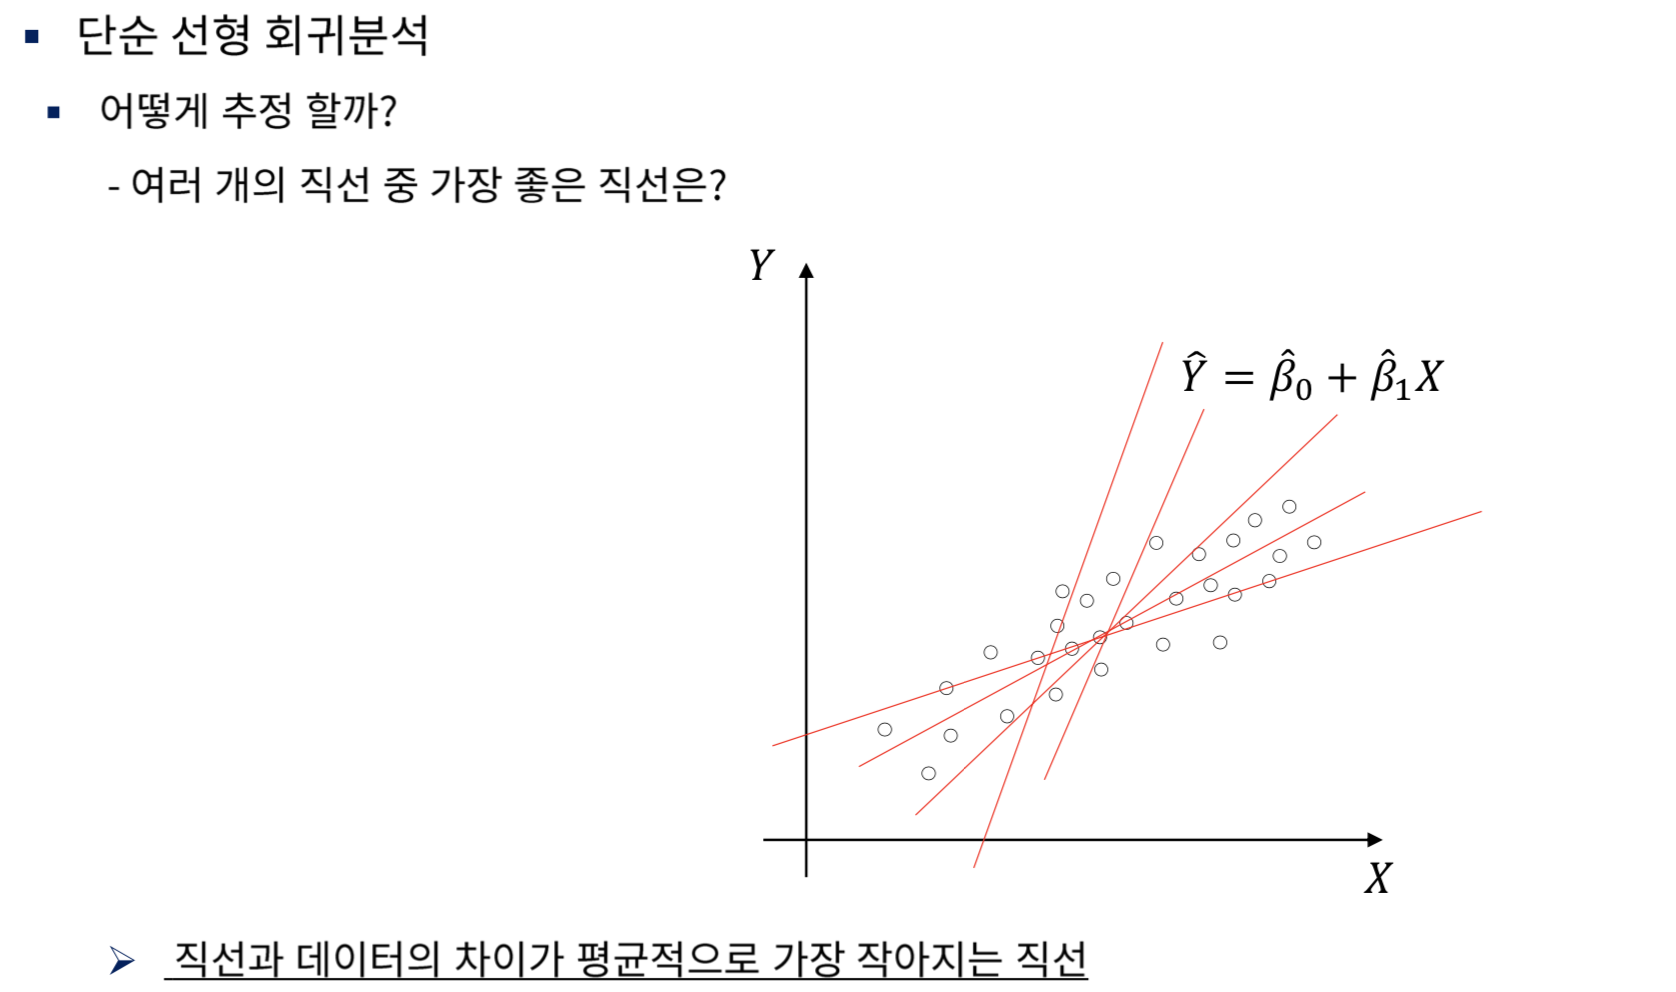 ▪ 단순 선형 회귀분석
▪ 어떻게 추정 할까?
- 여러 개의 직선 중 가장 좋은 직선은?
Y
Ŷ = β̂₀ + β̂₁X
X
➢ 직선과 데이터의 차이가 평균적으로 가장 작아지는 직선